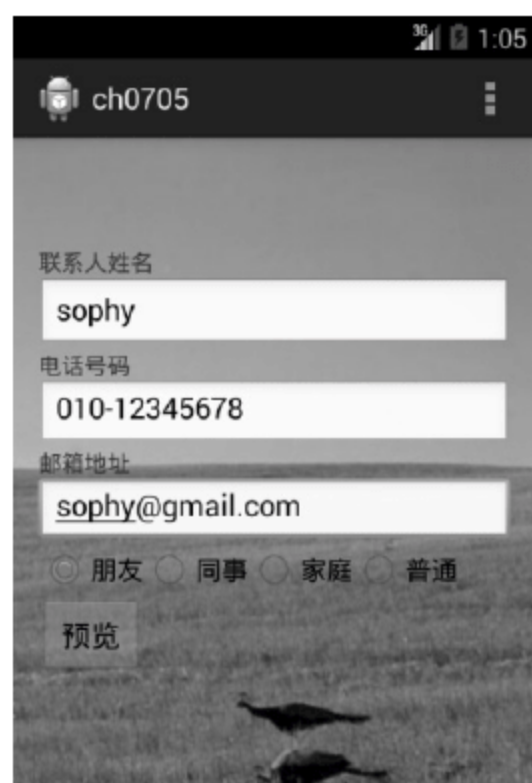 3G 1:05
ch0705
联系人姓名
sophy
电话号码
010-12345678
邮箱地址
sophy@gmail.com
朋友 同事 家庭 普通
预览